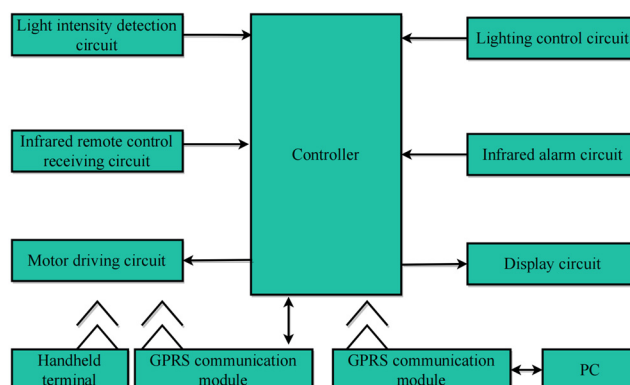 Light intensity detection
circuit
Lighting control circuit
Infrared remote control
receiving circuit
Controller
Infrared alarm circuit
Motor driving circuit
Display circuit
Handheld
terminal
GPRS communication
module
GPRS communication
module
PC